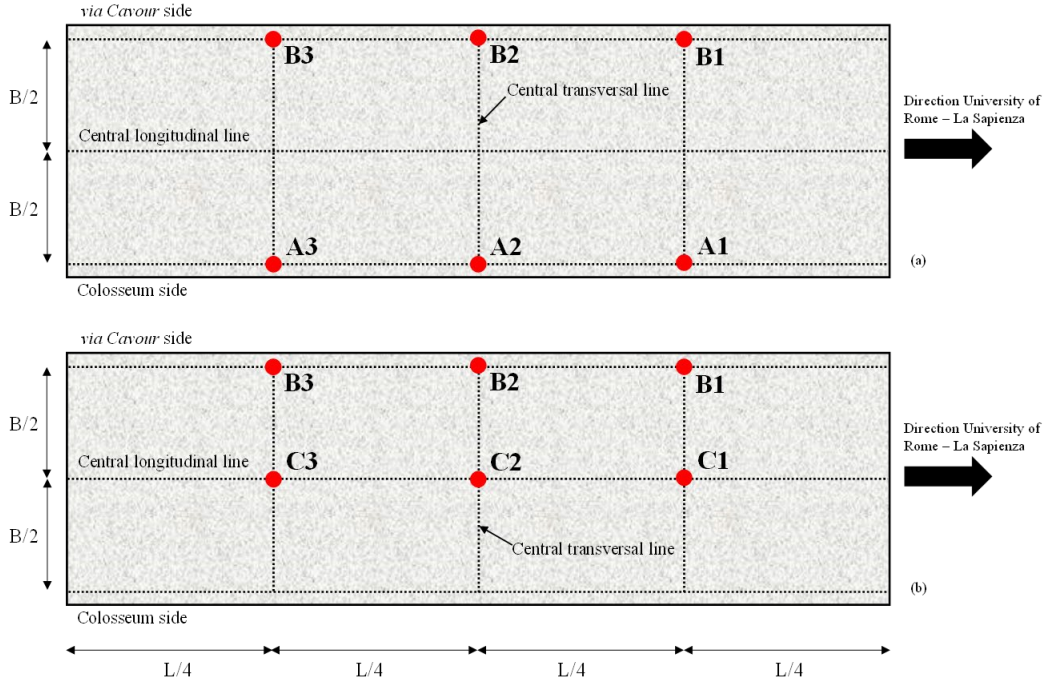 via Cavour side
B3
B2
B1
B/2
Central transversal line
Direction University of
Rome – La Sapienza
Central longitudinal line
B/2
A3
A2
A1
(a)
Colosseum side
via Cavour side
B3
B2
B1
B/2
Direction University of
Rome – La Sapienza
Central longitudinal line
C3
C2
C1
B/2
Central transversal line
(b)
Colosseum side
L/4
L/4
L/4
L/4